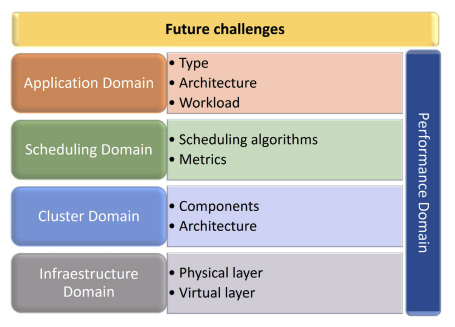 Future challenges
Application Domain
• Type
• Architecture
• Workload
Scheduling Domain
• Scheduling algorithms
• Metrics
Cluster Domain
• Components
• Architecture
Infraestructure
Domain
• Physical layer
• Virtual layer
Performance Domain